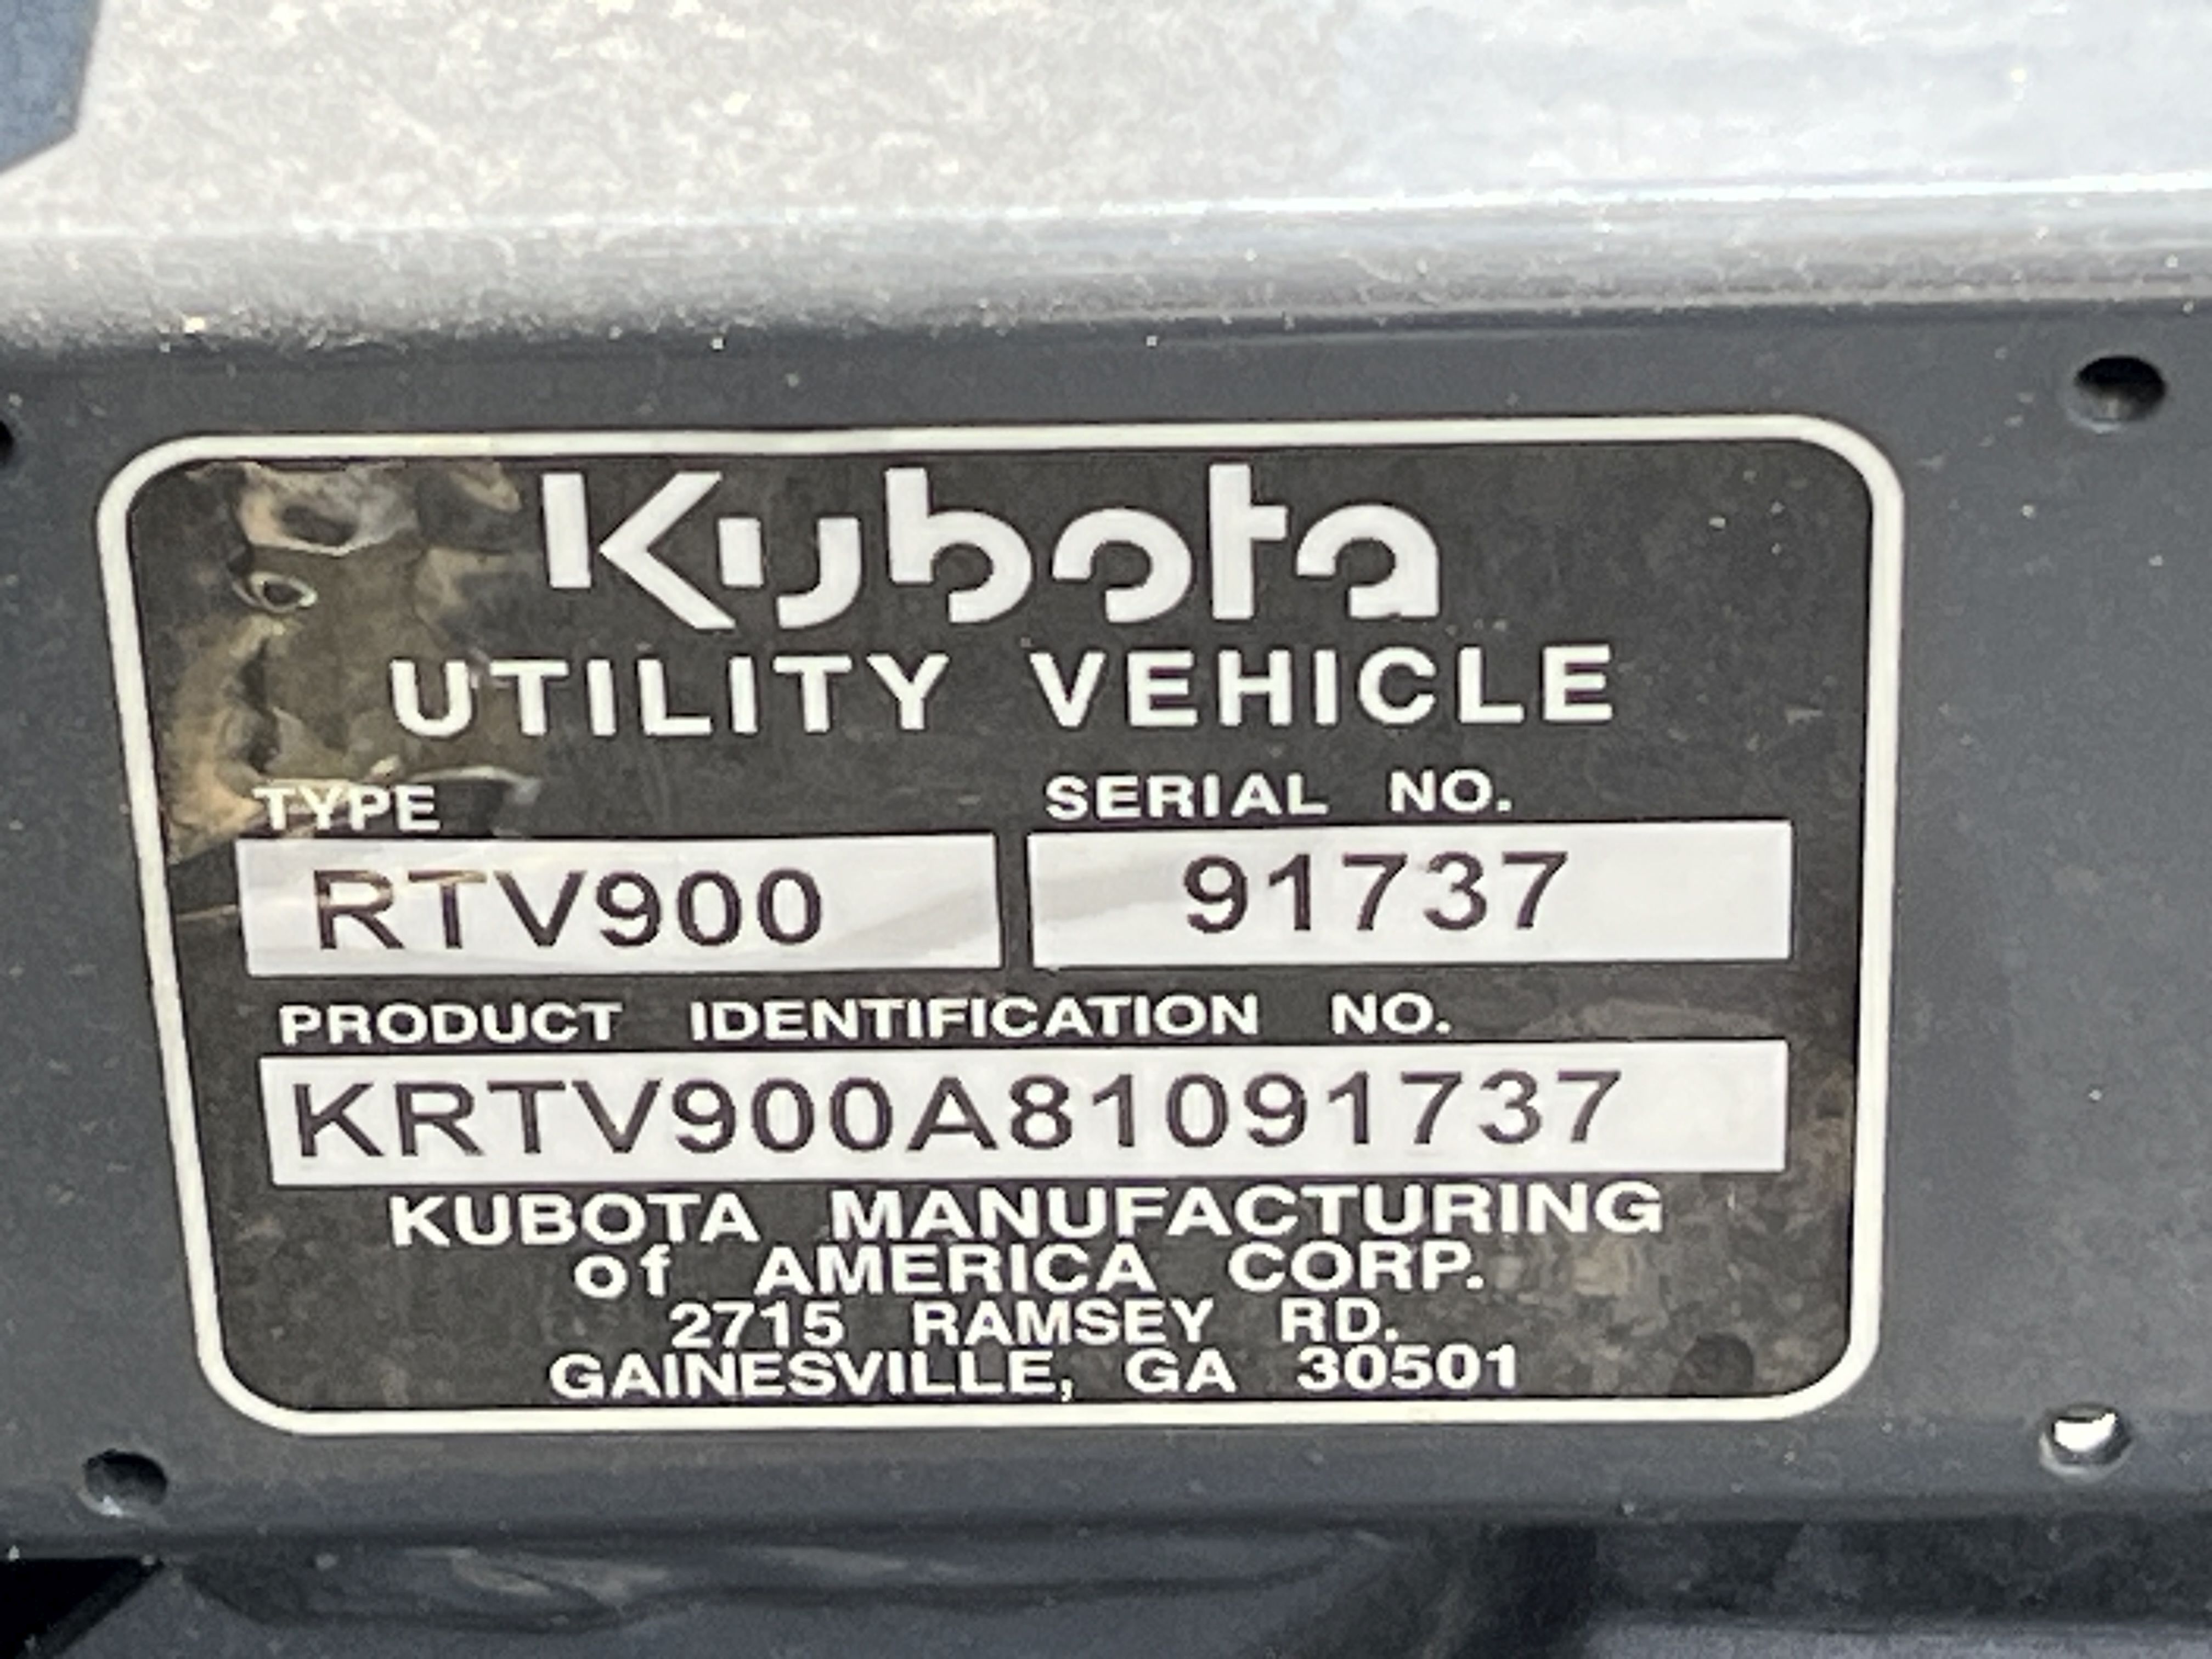 Kubota
UTILITY VEHICLE
TYPE SERIAL NO.
RTV900 91737
PRODUCT IDENTIFICATION NO.
KRTV900A81091737
KUBOTA MANUFACTURING
of AMERICA CORP.
2715 RAMSEY RD.
GAINESVILLE, GA 30501